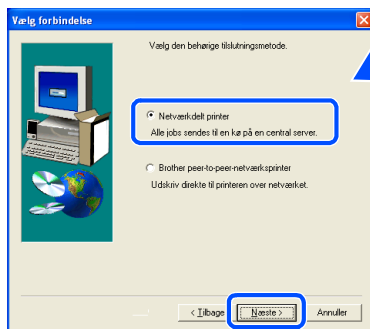 Vælg forbindelse
Vælg den behørige tilslutningsmetode.
Netværkdelt printer
Alle jobs sendes til en kø på en central server.
Brother peer-to-peer-netværksprinter
Udskriv direkte til printeren over netværket.
< Tilbage
Næste >
Annuller